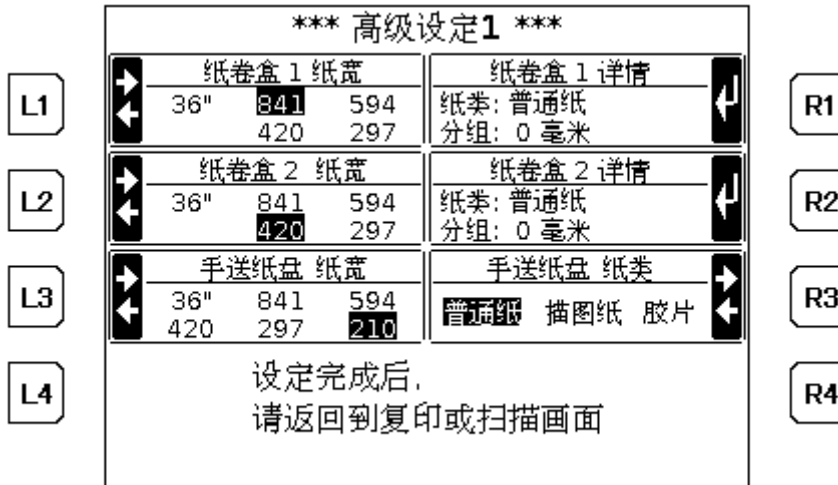 *** 高级设定1 ***
纸卷盒 1 纸宽
36" 841 594
420 297
纸卷盒 1 详情
纸类: 普通纸
分组: 0 毫米
纸卷盒 2 纸宽
36" 841 594
420 297
纸卷盒 2 详情
纸类: 普通纸
分组: 0 毫米
手送纸盘 纸宽
36" 841 594
420 297 210
手送纸盘 纸类
普通纸 描图纸 胶片
设定完成后,
请返回到复印或扫描画面
L1
L2
L3
L4
R1
R2
R3
R4